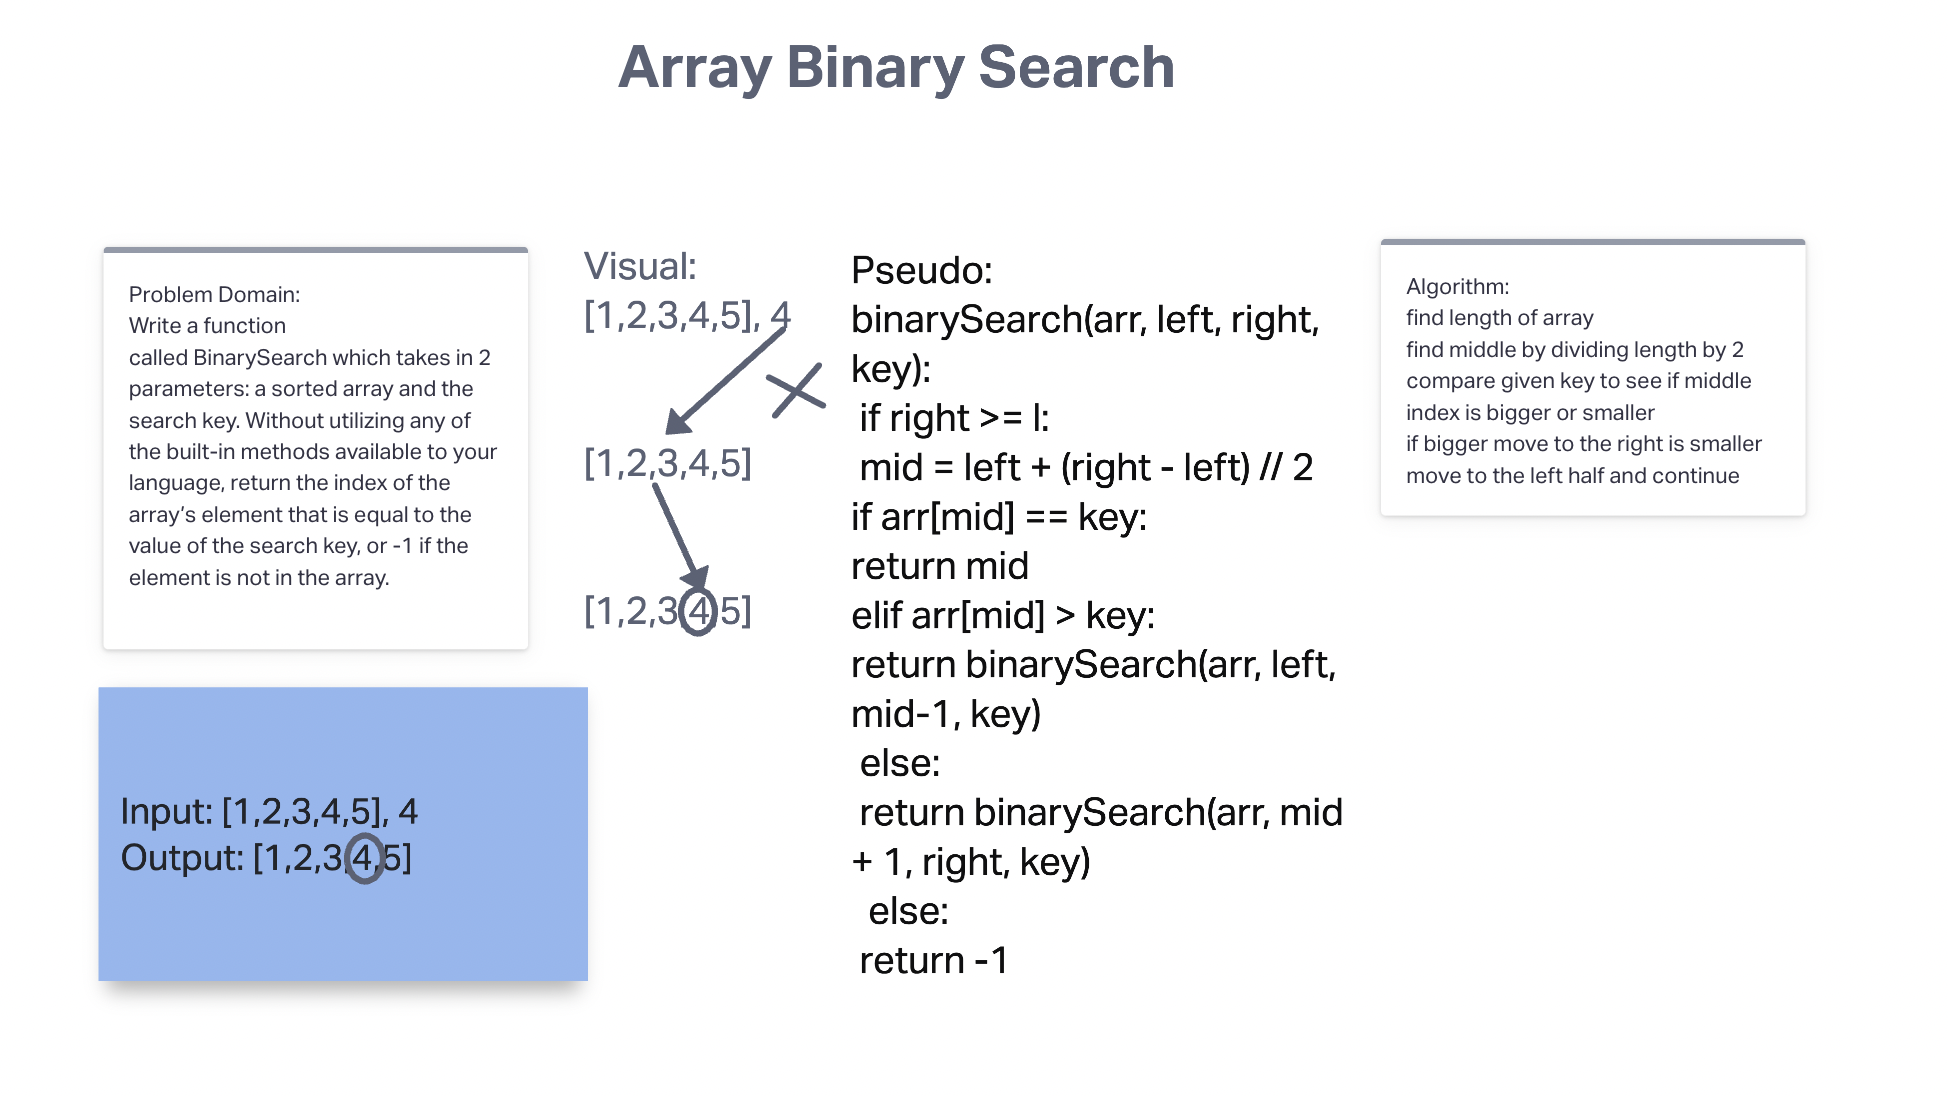 Array Binary Search
Problem Domain:
Write a function
called BinarySearch which takes in 2
parameters: a sorted array and the
search key. Without utilizing any of
the built-in methods available to your
language, return the index of the
array’s element that is equal to the
value of the search key, or -1 if the
element is not in the array.
Input: [1,2,3,4,5], 4
Output: [1,2,3,4,5]
Visual:
[1,2,3,4,5], 4
[1,2,3,4,5]
[1,2,3,4,5]
Pseudo:
binarySearch(arr, left, right,
key):
if right >= l:
mid = left + (right - left) // 2
if arr[mid] == key:
return mid
elif arr[mid] > key:
return binarySearch(arr, left,
mid-1, key)
else:
return binarySearch(arr, mid
+ 1, right, key)
else:
return -1
Algorithm:
find length of array
find middle by dividing length by 2
compare given key to see if middle
index is bigger or smaller
if bigger move to the right is smaller
move to the left half and continue